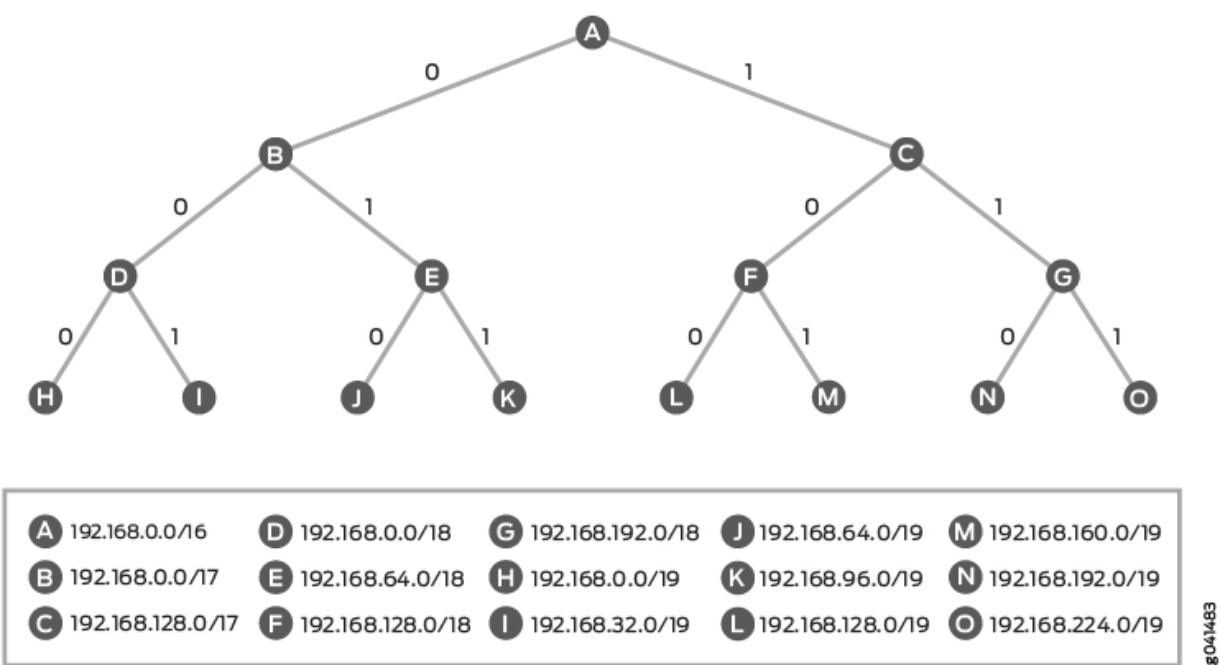 A
0 1
B C
0 1 0 1
D E F G
0 1 0 1 0 1 0 1
H I J K L M N O
A 192.168.0.0/16 D 192.168.0.0/18 G 192.168.192.0/18 J 192.168.64.0/19 M 192.168.160.0/19
B 192.168.0.0/17 E 192.168.64.0/18 H 192.168.0.0/19 K 192.168.96.0/19 N 192.168.192.0/19
C 192.168.128.0/17 F 192.168.128.0/18 I 192.168.32.0/19 L 192.168.128.0/19 O 192.168.224.0/19
g041483